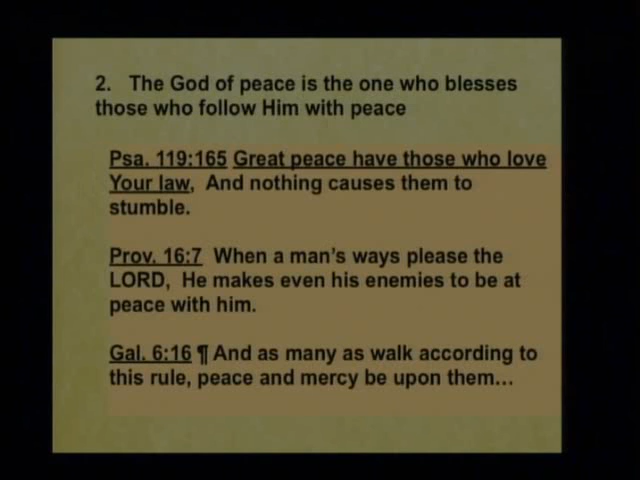 2.   The God of peace is the one who blesses
those who follow Him with peace
Psa. 119:165 Great peace have those who love
Your law,  And nothing causes them to
stumble.
Prov. 16:7  When a man’s ways please the
LORD,  He makes even his enemies to be at
peace with him.
Gal. 6:16 ¶ And as many as walk according to
this rule, peace and mercy be upon them…